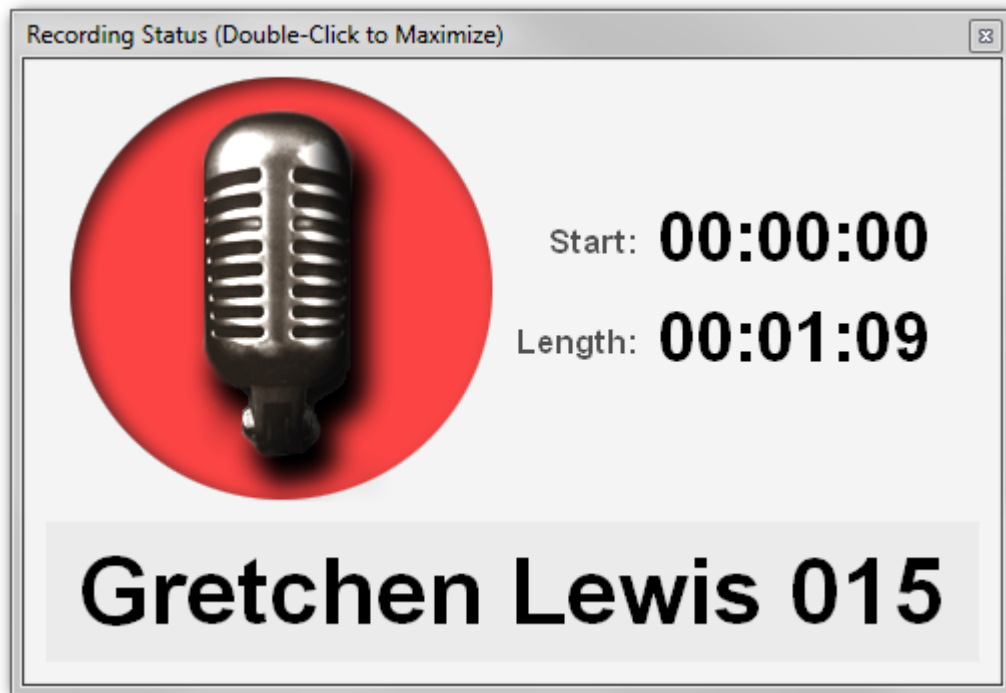 Recording Status (Double-Click to Maximize)
Start: 00:00:00
Length: 00:01:09
Gretchen Lewis 015